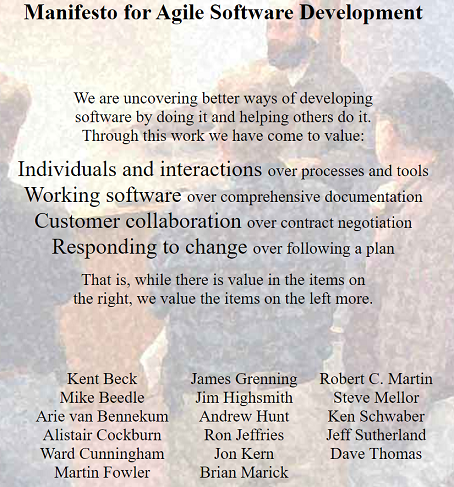 Manifesto for Agile Software Development
We are uncovering better ways of developing
software by doing it and helping others do it.
Through this work we have come to value:
Individuals and interactions over processes and tools
Working software over comprehensive documentation
Customer collaboration over contract negotiation
Responding to change over following a plan
That is, while there is value in the items on
the right, we value the items on the left more.
Kent Beck
Mike Beedle
Arie van Bennekum
Alistair Cockburn
Ward Cunningham
Martin Fowler
James Grenning
Jim Highsmith
Andrew Hunt
Ron Jeffries
Jon Kern
Brian Marick
Robert C. Martin
Steve Mellor
Ken Schwaber
Jeff Sutherland
Dave Thomas